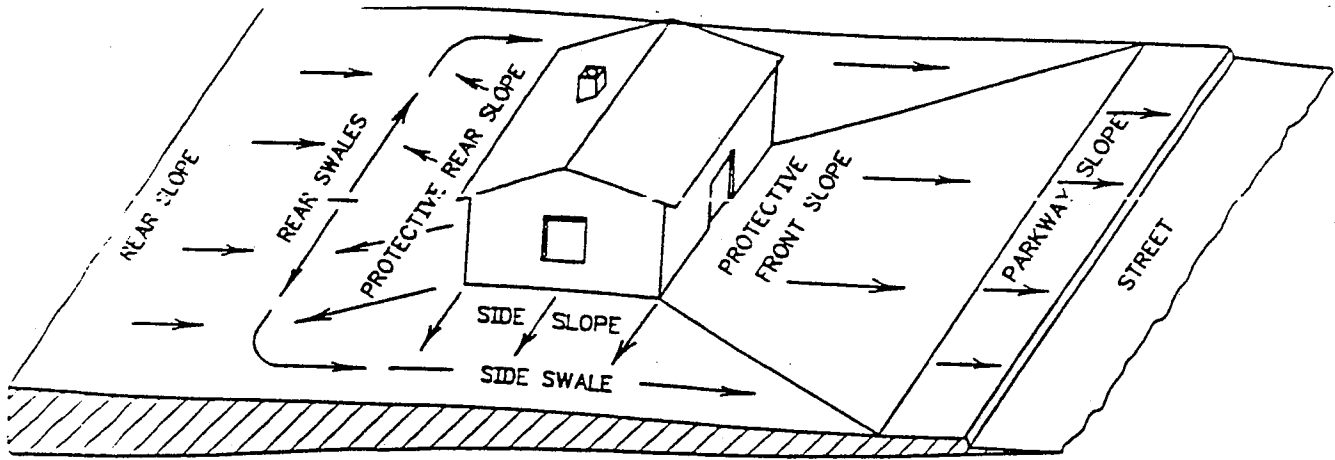 REAR SLOPE
REAR SWALES
PROTECTIVE REAR SLOPE
SIDE SLOPE
SIDE SWALE
PROTECTIVE
FRONT SLOPE
PARKWAY SLOPE
STREET